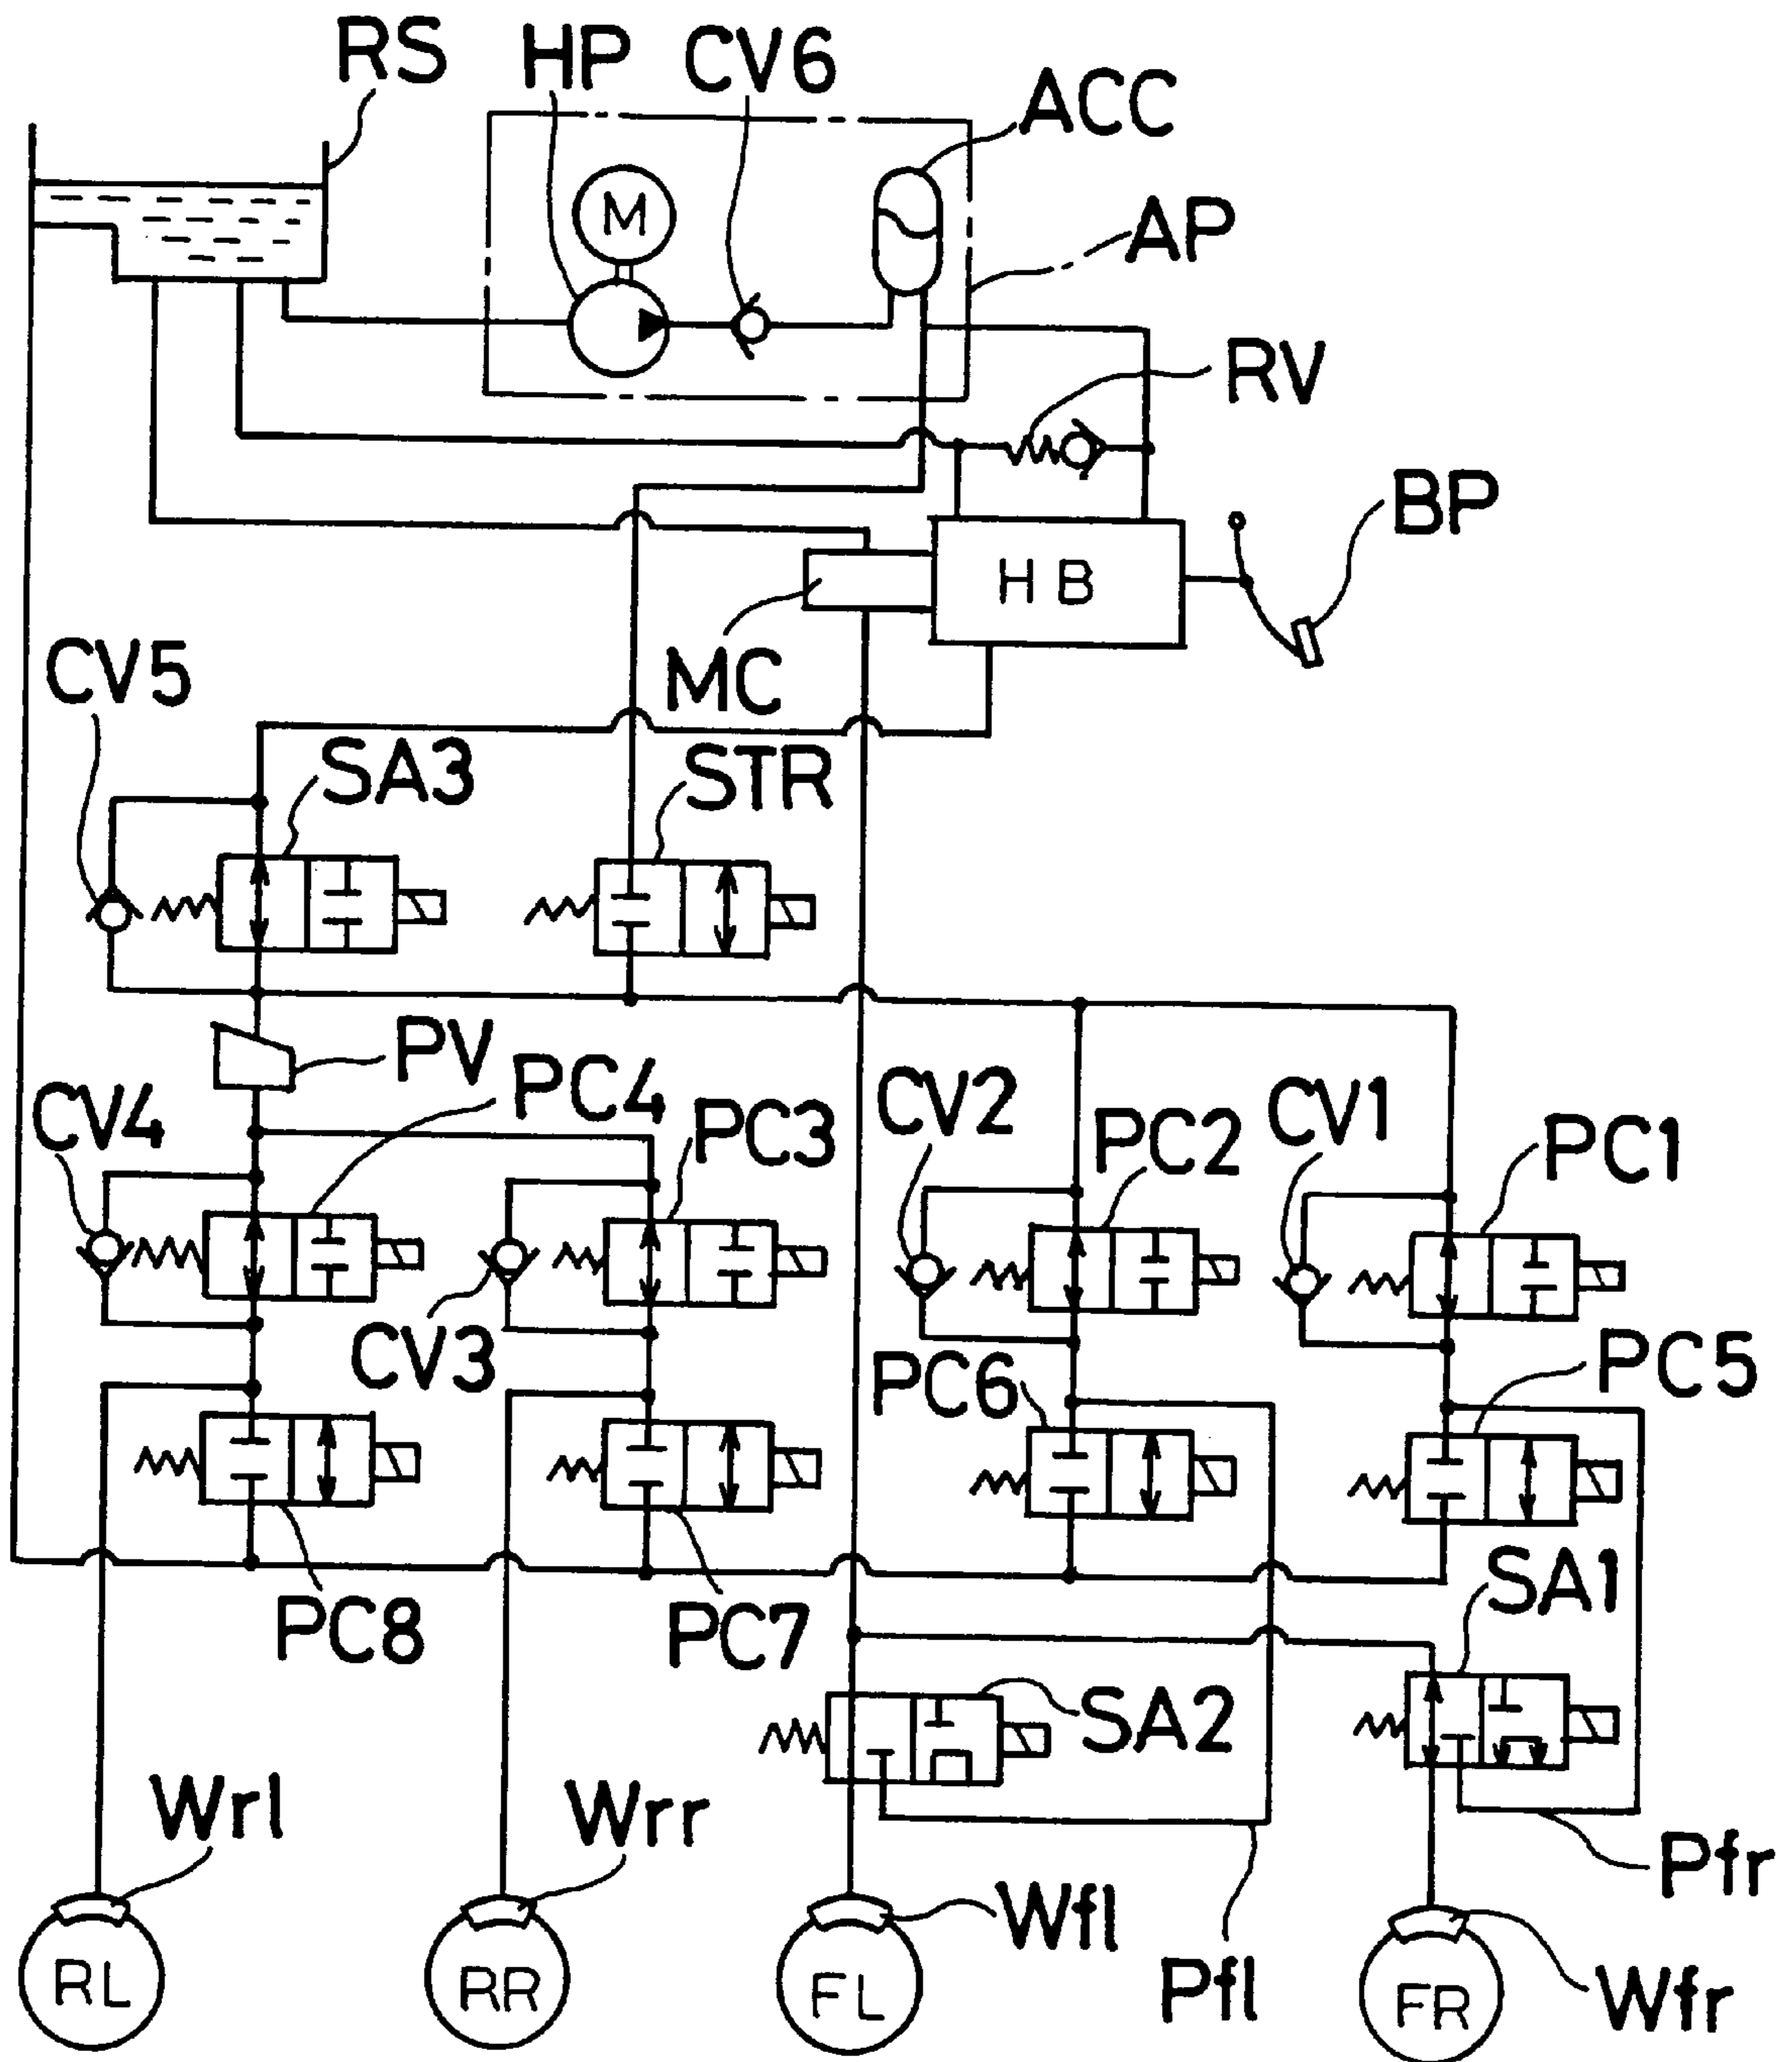 RS
HP
CV6
ACC
M
AP
RV
BP
HB
MC
CV5
SA3
STR
PV
PC4
CV4
PC3
CV2
PC2
CV1
PC1
CV3
PC6
PC5
PC8
PC7
SA1
SA2
Wrl
Wrr
Wfl
Pfl
Pfr
Wfr
RL
RR
FL
FR